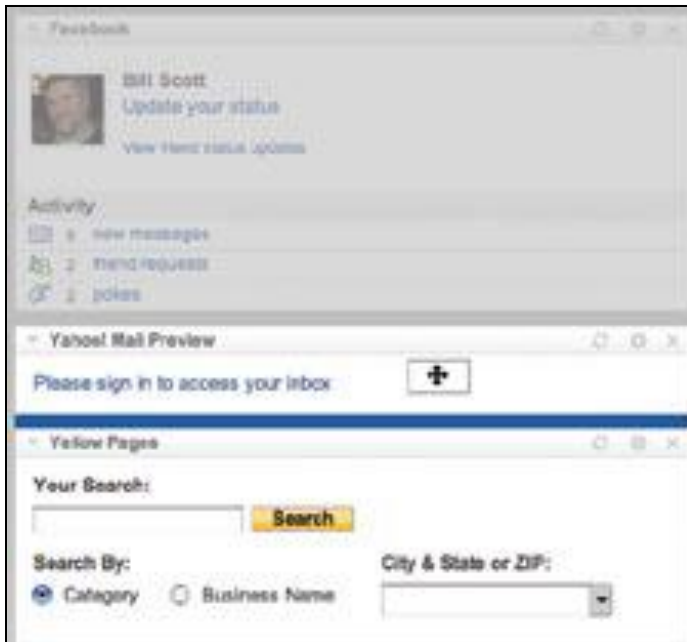 Facebook
Bill Scott
Update your status
View friend status updates
Activity
new messages
2 friend requests
2 pokes
Yahoo! Mail Preview
Please sign in to access your inbox
Yellow Pages
Your Search:
Search
Search By:
City & State or ZIP:
Category
Business Name